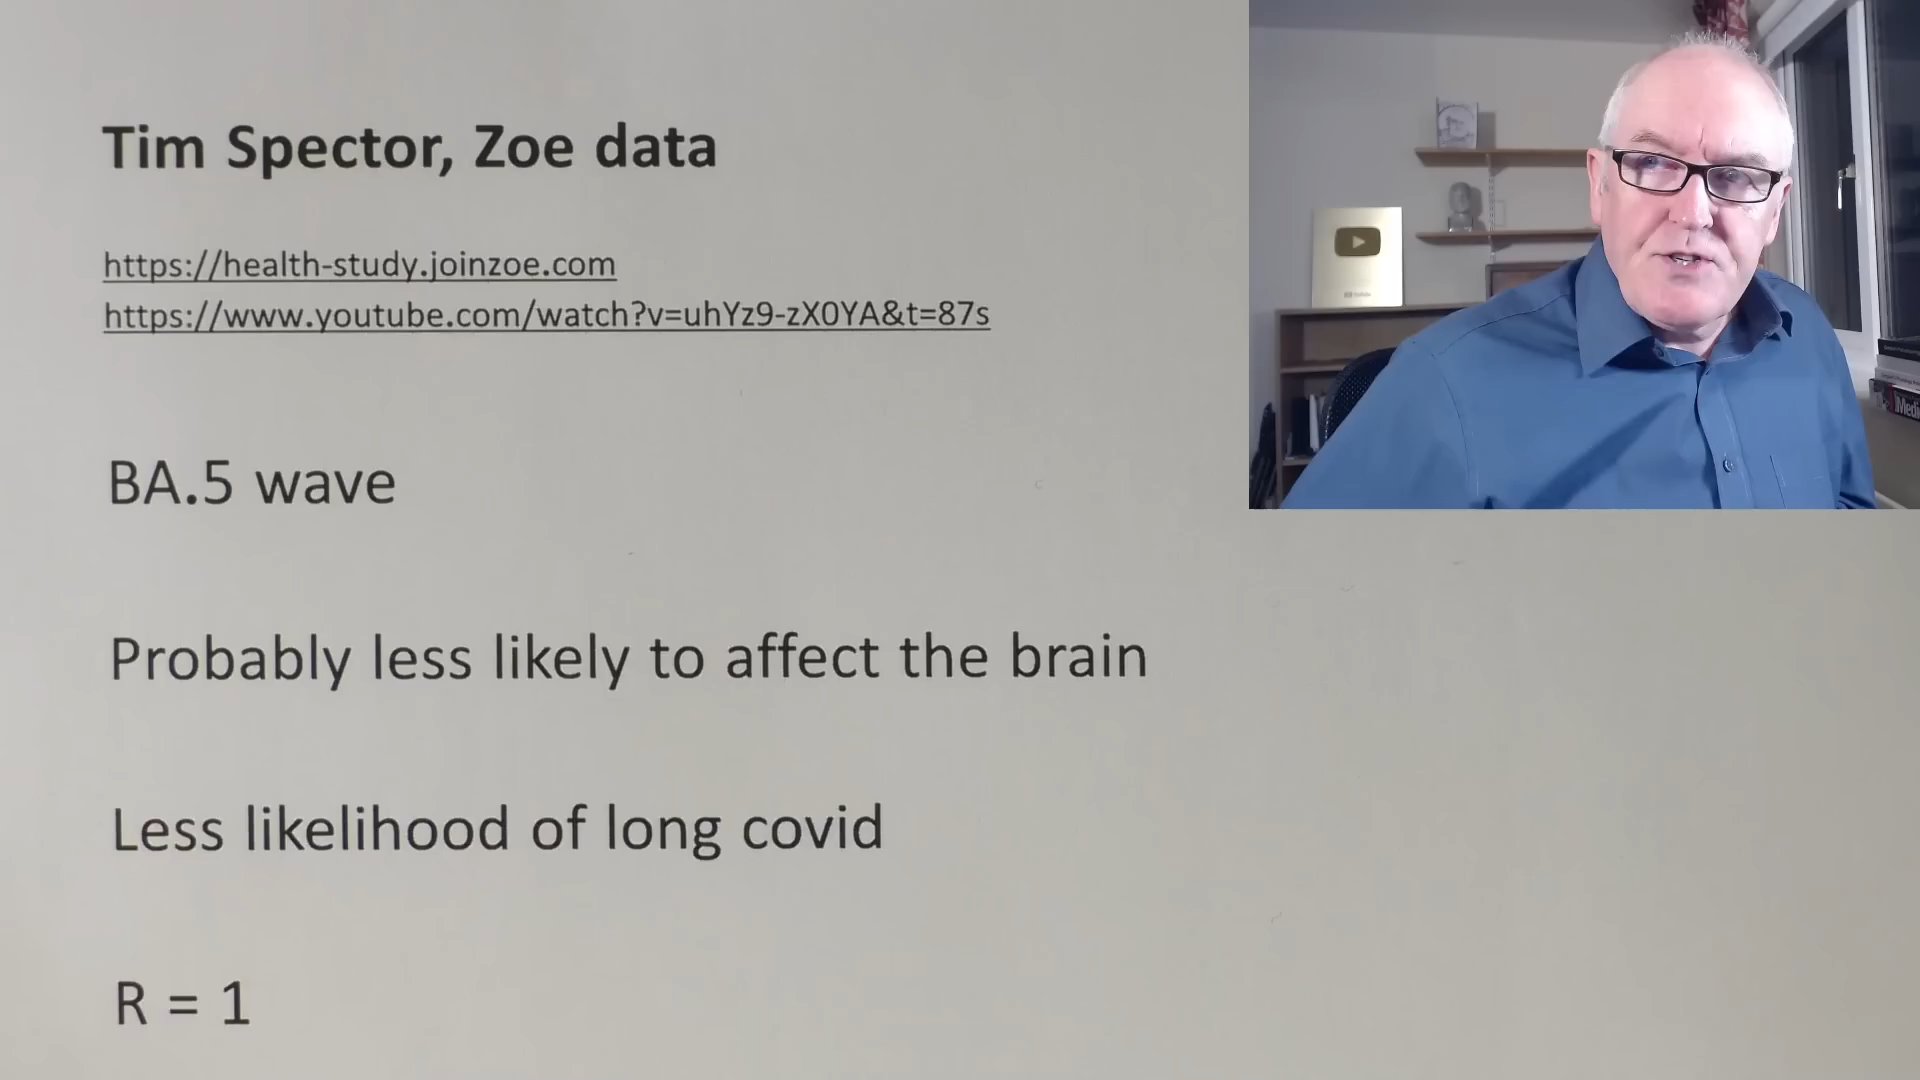 Tim Spector, Zoe data
https://health-study.joinzoe.com
https://www.youtube.com/watch?v=uhYz9-zX0YA&t=87s
BA.5 wave
Probably less likely to affect the brain
Less likelihood of long covid
R = 1